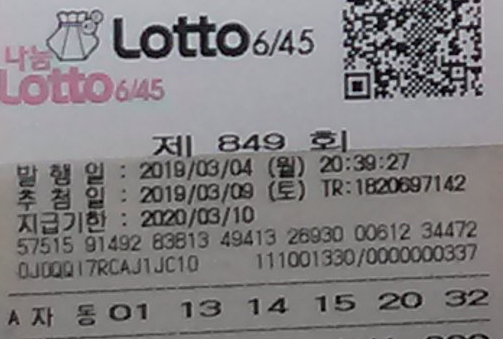 나눔 Lotto 6/45
Lotto 6/45
제 849 회
발 행 일 : 2019/03/04 (월) 20:39:27
추 첨 일 : 2019/03/09 (토) TR:1820697142
지급기한 : 2020/03/10
57515 91492 83813 49413 26930 00612 34472
111001330/0000000337
A 자 동 01 13 14 15 20 32